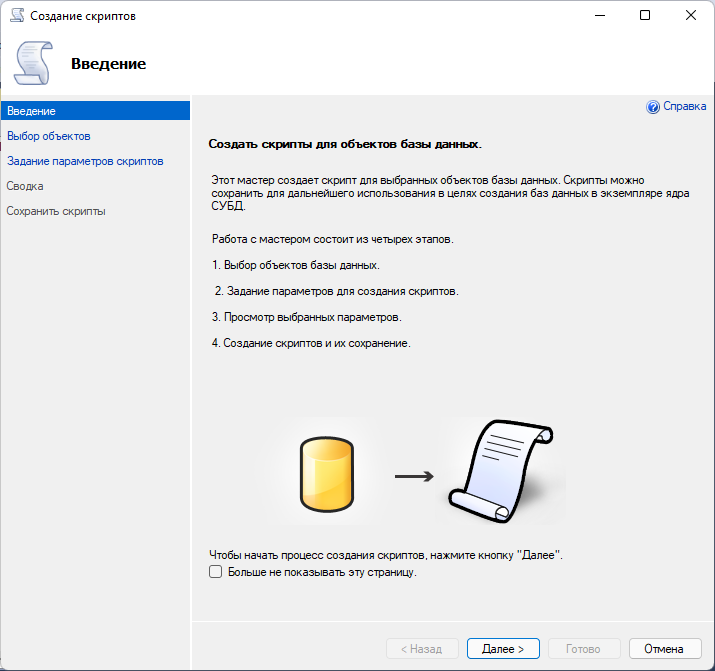 Создание скриптов
Введение
Введение
Выбор объектов
Задание параметров скриптов
Сводка
Сохранить скрипты
Справка
Создать скрипты для объектов базы данных.
Этот мастер создает скрипт для выбранных объектов базы данных. Скрипты можно
сохранить для дальнейшего использования в целях создания баз данных в экземпляре ядра
СУБД.
Работа с мастером состоит из четырех этапов.
1. Выбор объектов базы данных.
2. Задание параметров для создания скриптов.
3. Просмотр выбранных параметров.
4. Создание скриптов и их сохранение.
Чтобы начать процесс создания скриптов, нажмите кнопку "Далее".
Больше не показывать эту страницу.
< Назад
Далее >
Готово
Отмена